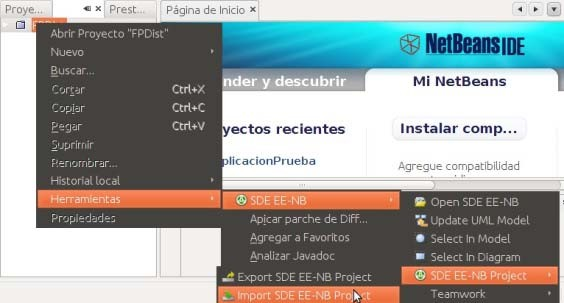 Proye...
Prest...
Página de Inicio
FPDist
NetBeans IDE
nder y descubrir
Mi NetBeans
yectos recientes
plicacionPrueba
Instalar comp...
Agregue compatibilidad
Abrir Proyecto "FPDist"
Nuevo
Buscar...
Cortar Ctrl+X
Copiar Ctrl+C
Pegar Ctrl+V
Suprimir
Renombrar...
Historial local
Herramientas
Propiedades
SDE EE-NB
Apicar parche de Diff...
Agregar a Favoritos
Analizar Javadoc
Export SDE EE-NB Project
Import SDE EE-NB Project
Open SDE EE-NB
Update UML Model
Select In Model
Select In Diagram
SDE EE-NB Project
Teamwork